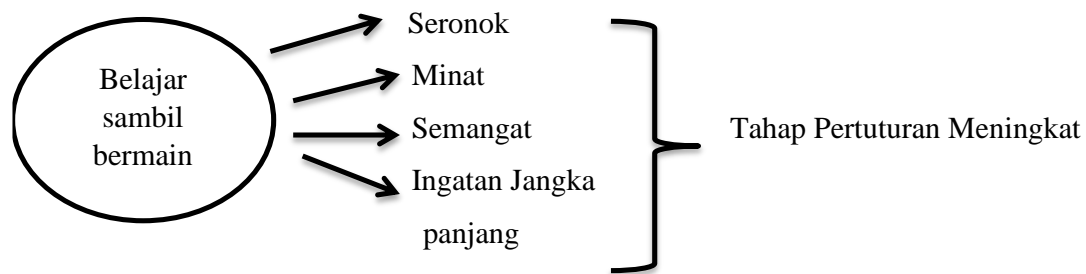 Belajar
sambil
bermain
Seronok
Minat
Semangat
Ingatan Jangka
panjang
Tahap Pertuturan Meningkat